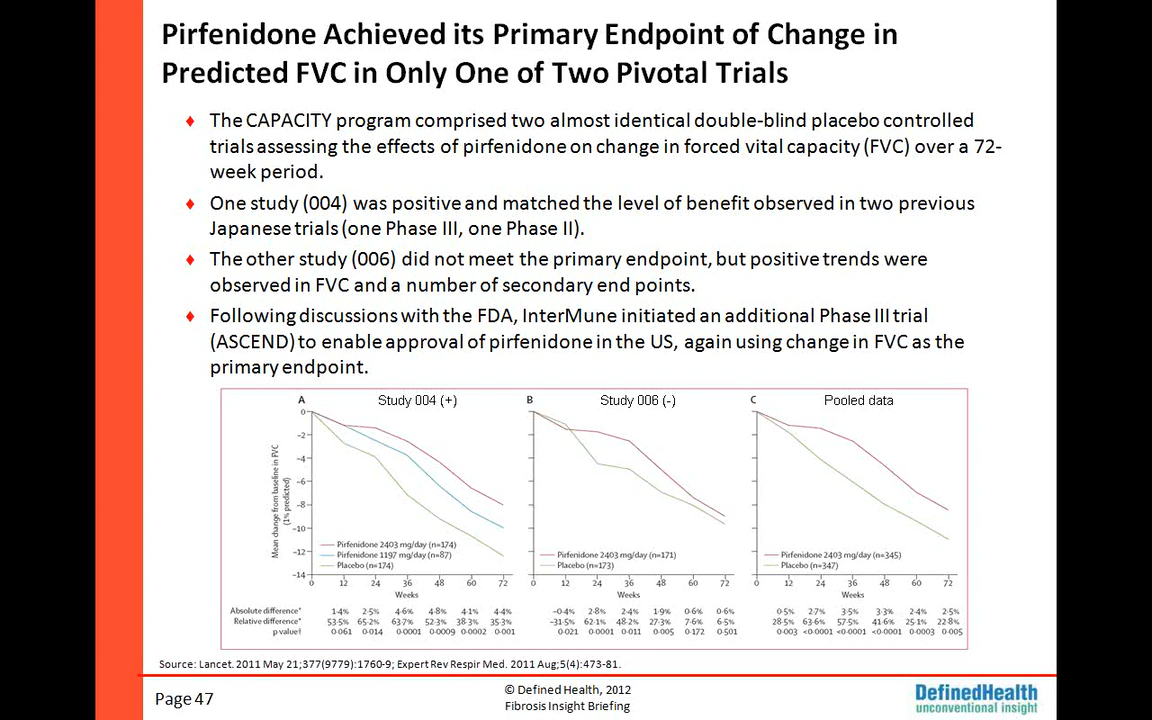 Pirfenidone Achieved its Primary Endpoint of Change in
Predicted FVC in Only One of Two Pivotal Trials
♦ The CAPACITY program comprised two almost identical double-blind placebo controlled
trials assessing the effects of pirfenidone on change in forced vital capacity (FVC) over a 72-
week period.
♦ One study (004) was positive and matched the level of benefit observed in two previous
Japanese trials (one Phase III, one Phase II).
♦ The other study (006) did not meet the primary endpoint, but positive trends were
observed in FVC and a number of secondary end points.
♦ Following discussions with the FDA, InterMune initiated an additional Phase III trial
(ASCEND) to enable approval of pirfenidone in the US, again using change in FVC as the
primary endpoint.
A Study 004 (+) B Study 006 (-) C Pooled data
Mean change from baseline in FVC
(% predicted)
0
-2
-4
-6
-8
-10
-12
-14
Pirfenidone 2403 mg/day (n=174)
Pirfenidone 1197 mg/day (n=87)
Placebo (n=174)
Pirfenidone 2403 mg/day (n=171)
Placebo (n=173)
Pirfenidone 2403 mg/day (n=345)
Placebo (n=347)
0 12 24 36 48 60 72 0 12 24 36 48 60 72 0 12 24 36 48 60 72
Weeks Weeks Weeks
Absolute difference* 1·4% 2·5% 4·6% 4·8% 4·1% 4·4% -0·4% 2·8% 2·4% 1·9% 0·6% 0·6% 0·5% 2·7% 3·5% 3·3% 2·4% 2·5%
Relative difference* 53·5% 65·2% 63·7% 52·3% 38·3% 35·3% -31·5% 62·1% 48·2% 27·3% 7·6% 6·5% 28·5% 63·6% 57·5% 41·6% 25·1% 22·8%
p value† 0·061 0·014 0·0001 0·0009 0·0002 0·001 0·021 0·0001 0·011 0·005 0·172 0·501 0·003 <0·0001 <0·0001 <0·0001 0·0003 0·005
Source: Lancet. 2011 May 21;377(9779):1760-9; Expert Rev Respir Med. 2011 Aug;5(4):473-81.
Page 47
© Defined Health, 2012
Fibrosis Insight Briefing
DefinedHealth
unconventional insight